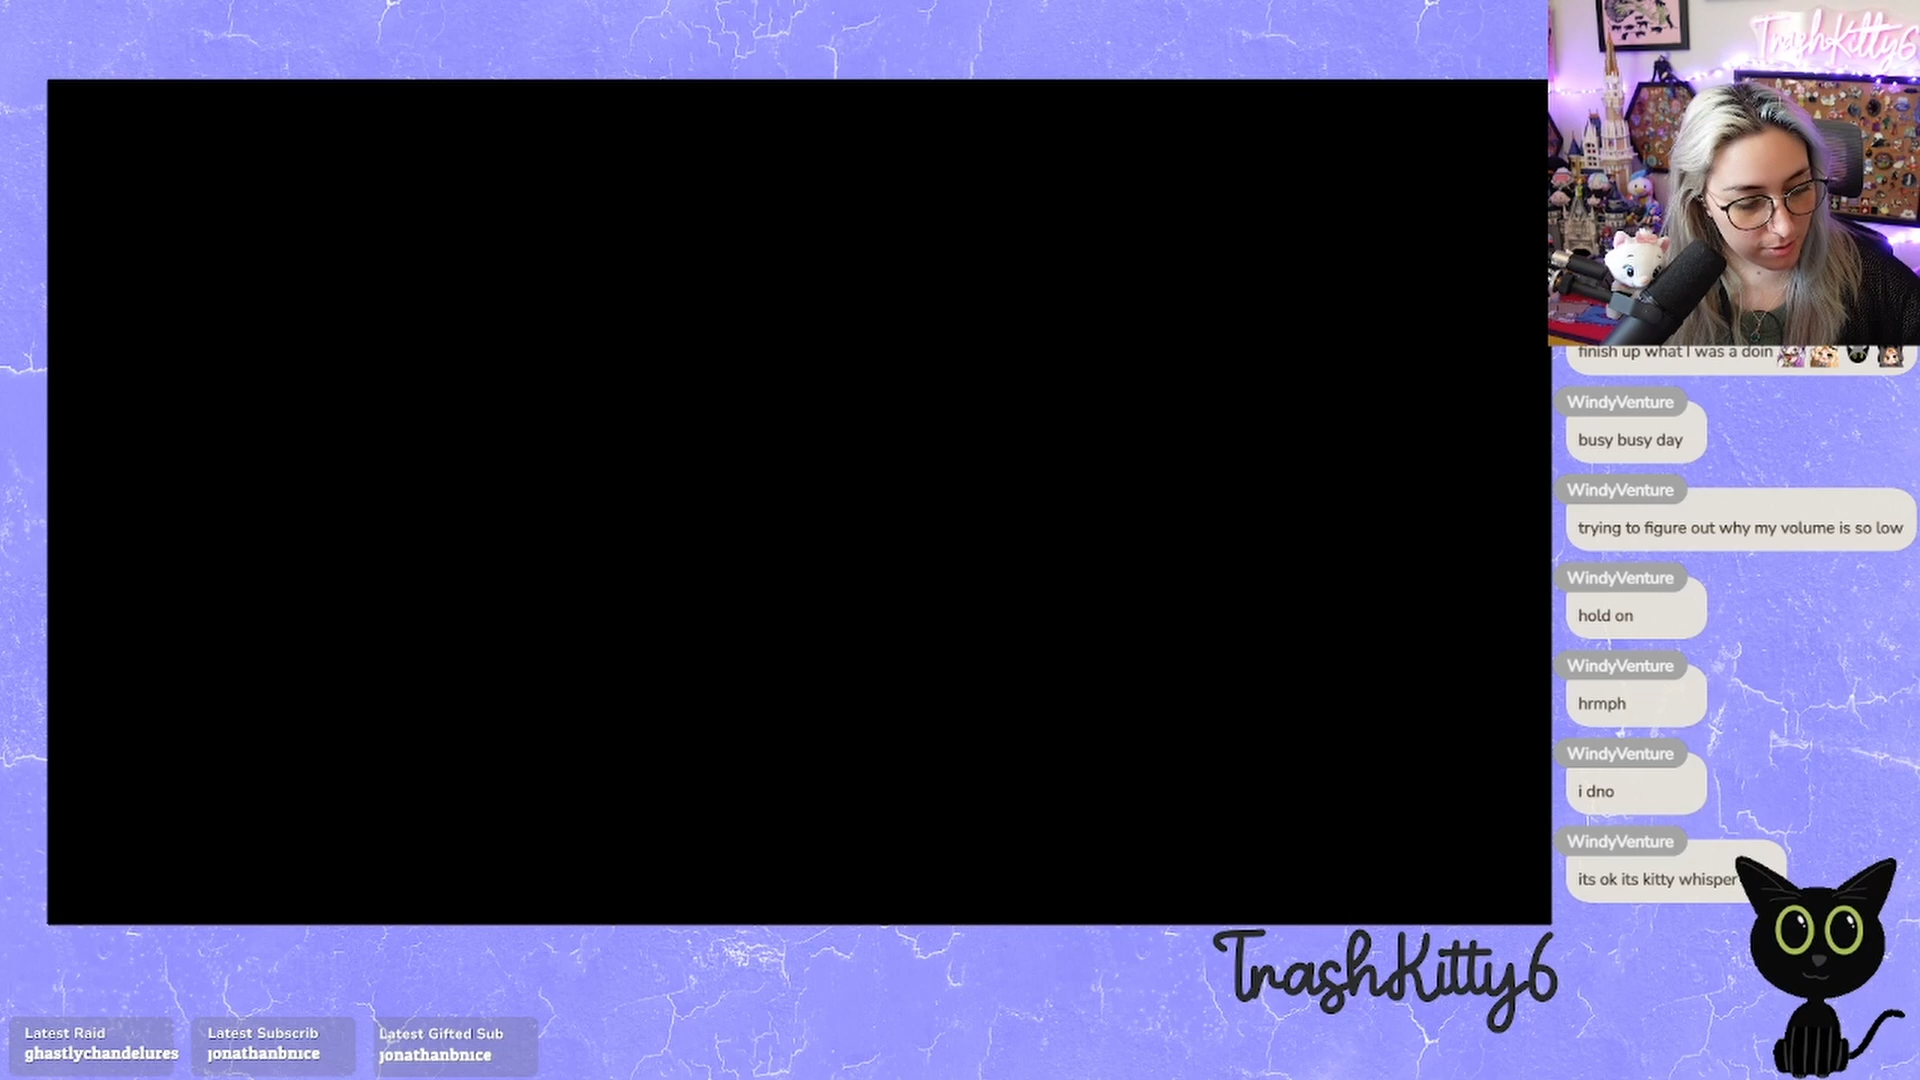 TrashKitty6
finish up what I was a doin
WindyVenture
busy busy day
WindyVenture
trying to figure out why my volume is so low
WindyVenture
hold on
WindyVenture
hrmph
WindyVenture
i dno
WindyVenture
its ok its kitty whisper
TrashKitty6
Latest Raid
ghastlychandelures
Latest Subscrib
jonathanbnice
Latest Gifted Sub
jonathanbnice